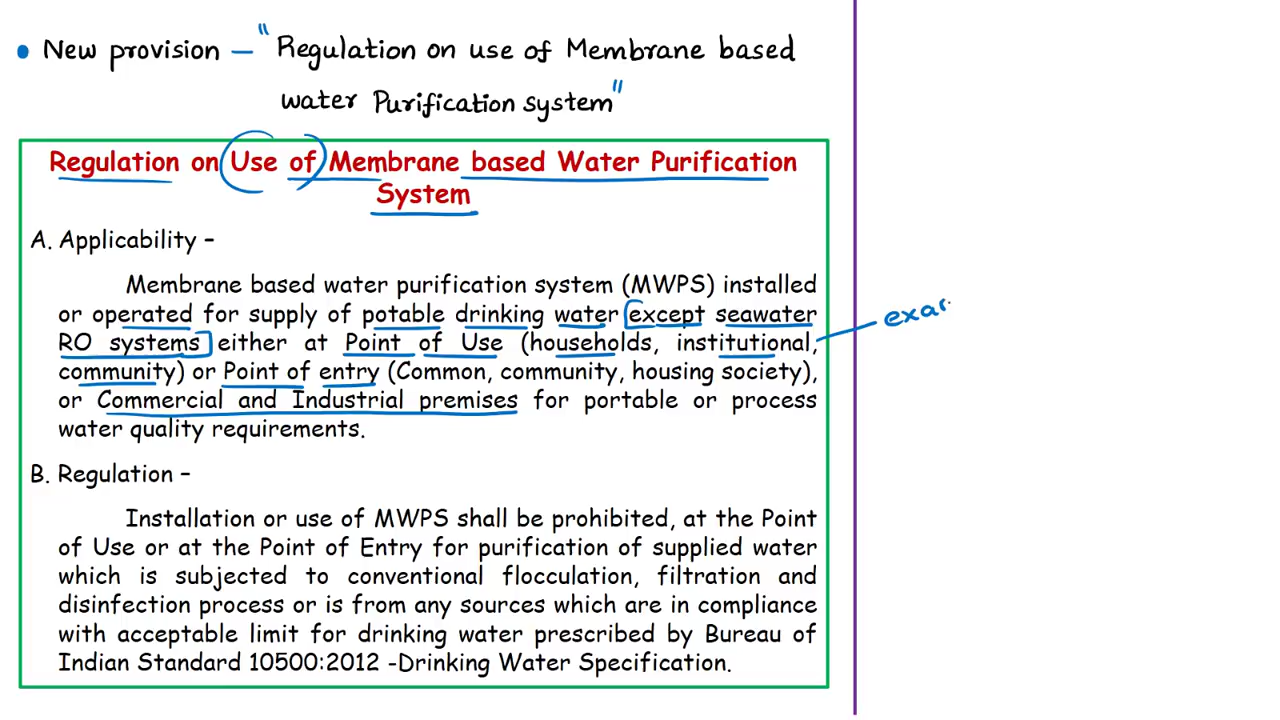 • New provision – "Regulation on use of Membrane based
water Purification system"
Regulation on Use of Membrane based Water Purification
System
A. Applicability –
Membrane based water purification system (MWPS) installed
or operated for supply of potable drinking water except seawater
RO systems either at Point of Use (households, institutional,
community) or Point of entry (Common, community, housing society),
or Commercial and Industrial premises for portable or process
water quality requirements.
B. Regulation –
Installation or use of MWPS shall be prohibited, at the Point
of Use or at the Point of Entry for purification of supplied water
which is subjected to conventional flocculation, filtration and
disinfection process or is from any sources which are in compliance
with acceptable limit for drinking water prescribed by Bureau of
Indian Standard 10500:2012 -Drinking Water Specification.